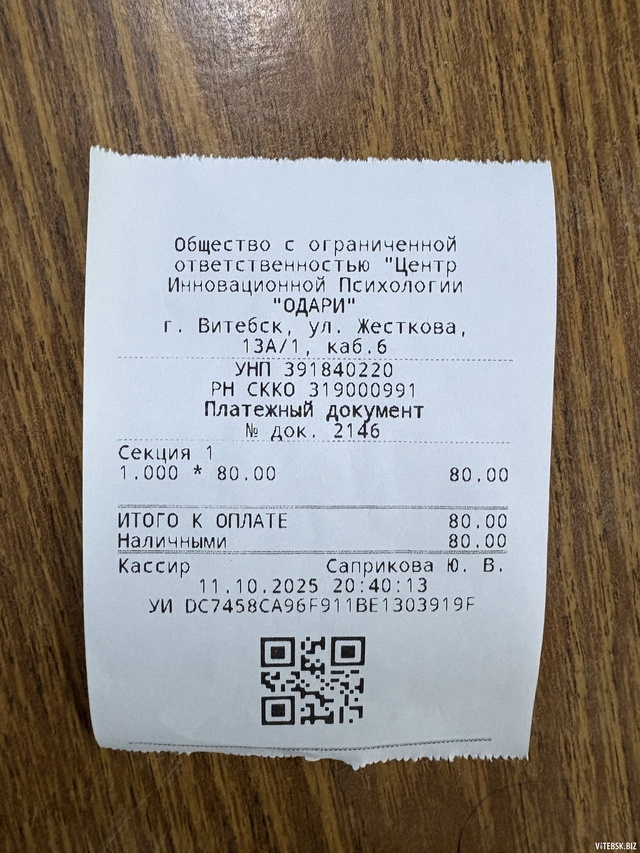 Общество с ограниченной
ответственностью "Центр
Инновационной Психологии
"ОДАРИ"
г. Витебск, ул. Жесткова,
13А/1, каб.6
УНП 391840220
РН СККО 319000991
Платежный документ
№ док. 2146
Секция 1
1.000 * 80.00 80.00
ИТОГО К ОПЛАТЕ 80.00
Наличными 80.00
Кассир Саприкова Ю. В.
11.10.2025 20:40:13
УИ DC7458CA96F911BE1303919F
ViTEBSK.BIZ